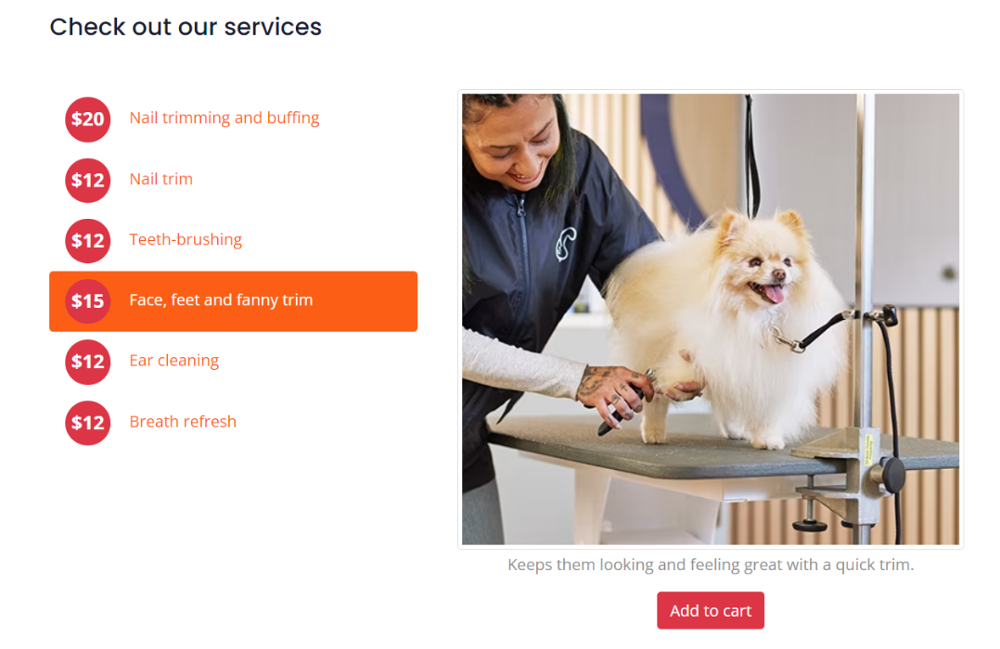 Check out our services
$20 Nail trimming and buffing
$12 Nail trim
$12 Teeth-brushing
$15 Face, feet and fanny trim
$12 Ear cleaning
$12 Breath refresh
Keeps them looking and feeling great with a quick trim.
Add to cart